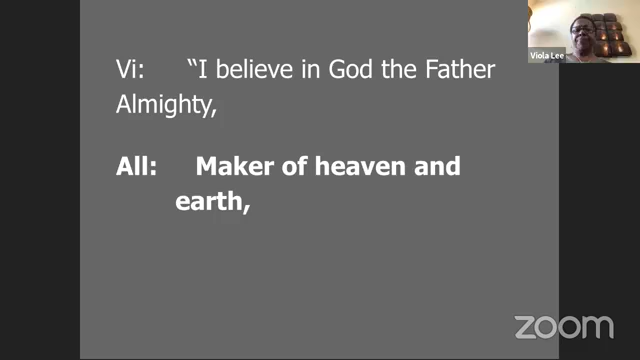 Viola Lee
Vi: “I believe in God the Father
Almighty,
All: Maker of heaven and
earth,
zoom